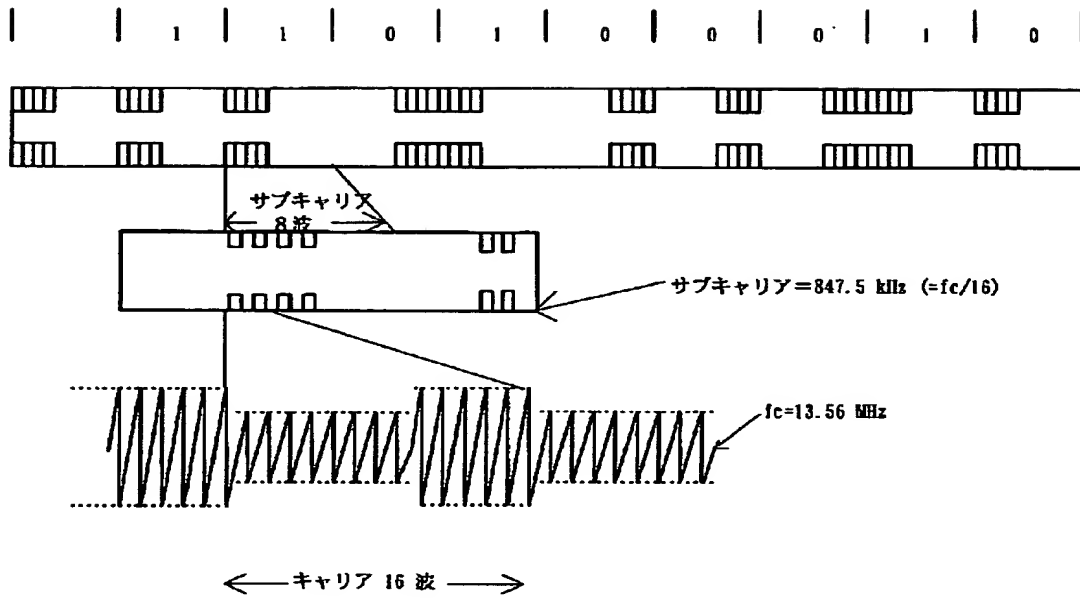 1 1 0 1 0 0 0 1 0
サブキャリア
8波
サブキャリア=847.5 kHz (=fc/16)
fc=13.56 MHz
キャリア 16 波